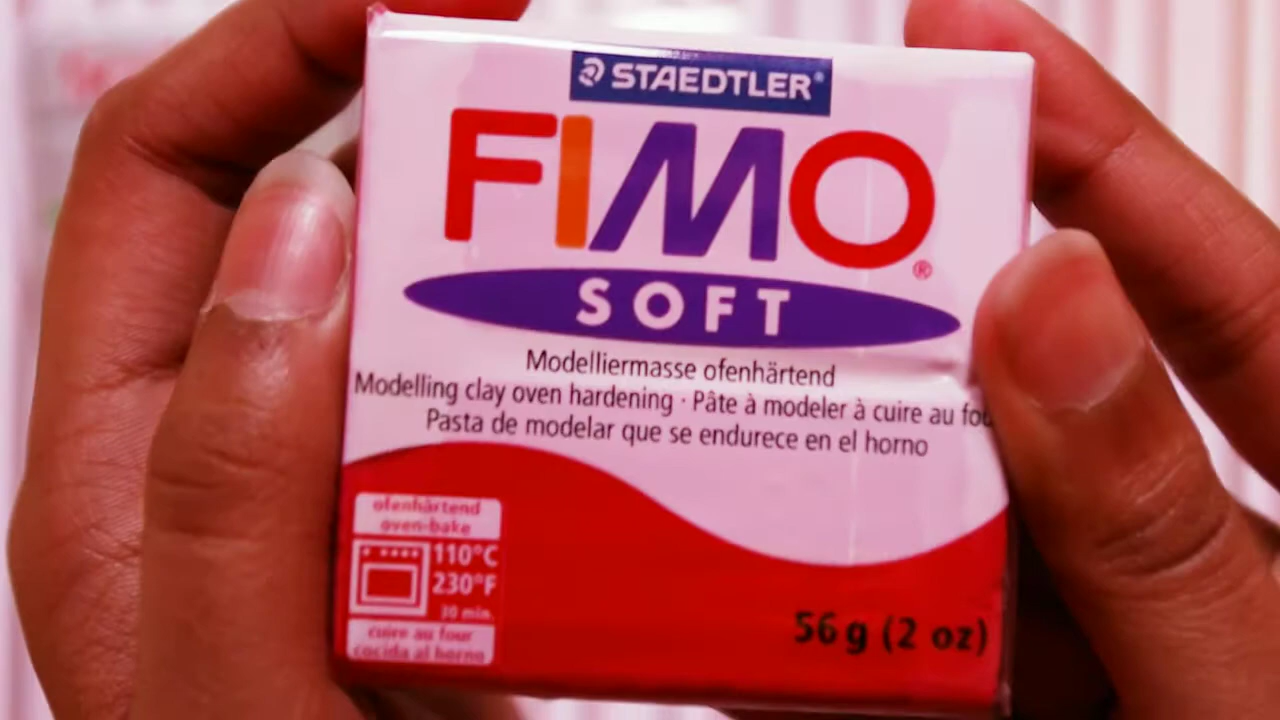 STAEDTLER®
FIMO®
SOFT
Modelliermasse ofenhärtend
Modelling clay oven hardening · Pâte à modeler à cuire au fou
Pasta de modelar que se endurece en el horno
ofenhärtend
oven-bake
110°C
230°F
30 min.
cuire au four
cocida al horno
56 g (2 oz)